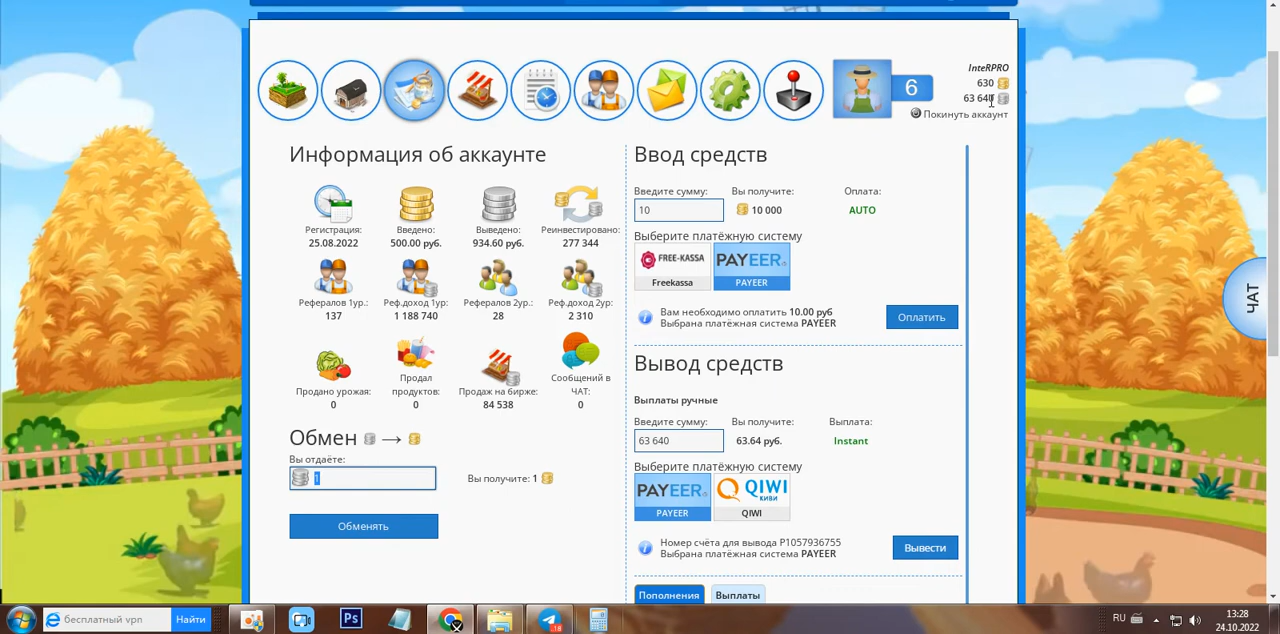 6
InteRPRO
630
63 640
Покинуть аккаунт
Информация об аккаунте
Регистрация:
25.08.2022
Введено:
500.00 руб.
Выведено:
934.60 руб.
Реинвестировано:
277 344
Рефералов 1ур.:
137
Реф.доход 1ур:
1 188 740
Рефералов 2ур.:
28
Реф.доход 2ур:
2 310
Продано урожая:
0
Продал
продуктов:
0
Продаж на бирже:
84 538
Сообщений в
ЧАТ:
0
Обмен
Вы отдаёте:
1
Вы получите: 1
Обменять
Ввод средств
Введите сумму:
Вы получите:
Оплата:
10
10 000
AUTO
Выберите платёжную систему
FREE-KASSA
Freekassa
PAYEER
PAYEER
Вам необходимо оплатить 10.00 руб
Выбрана платёжная система PAYEER
Оплатить
Вывод средств
Выплаты ручные
Введите сумму:
Вы получите:
Выплата:
63 640
63.64 руб.
Instant
Выберите платёжную систему
PAYEER
PAYEER
QIWI
КИВИ
QIWI
Номер счёта для вывода P1057936755
Выбрана платёжная система PAYEER
Вывести
Пополнения
Выплаты
ЧАТ
бесплатный vpn
Найти
Ps
18
RU
13:28
24.10.2022